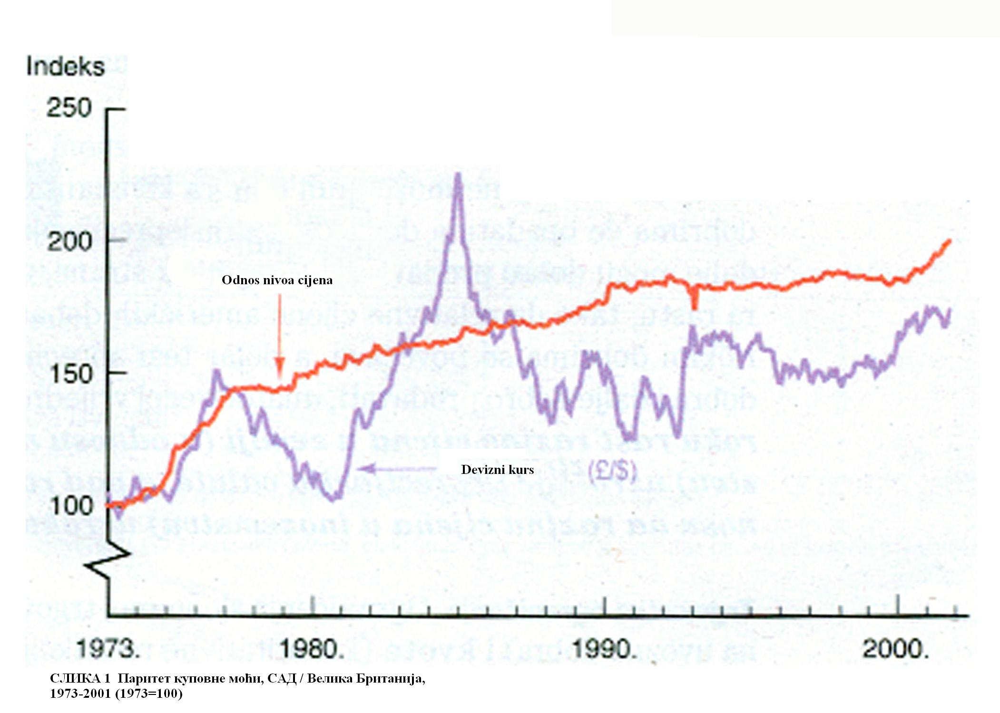 Indeks
250
200
150
100
Odnos nivoa cijena
Devizni kurs (£/$)
1973. 1980. 1990. 2000.
СЛИКА 1 Паритет куповне моћи, САД / Велика Британија,
1973-2001 (1973=100)